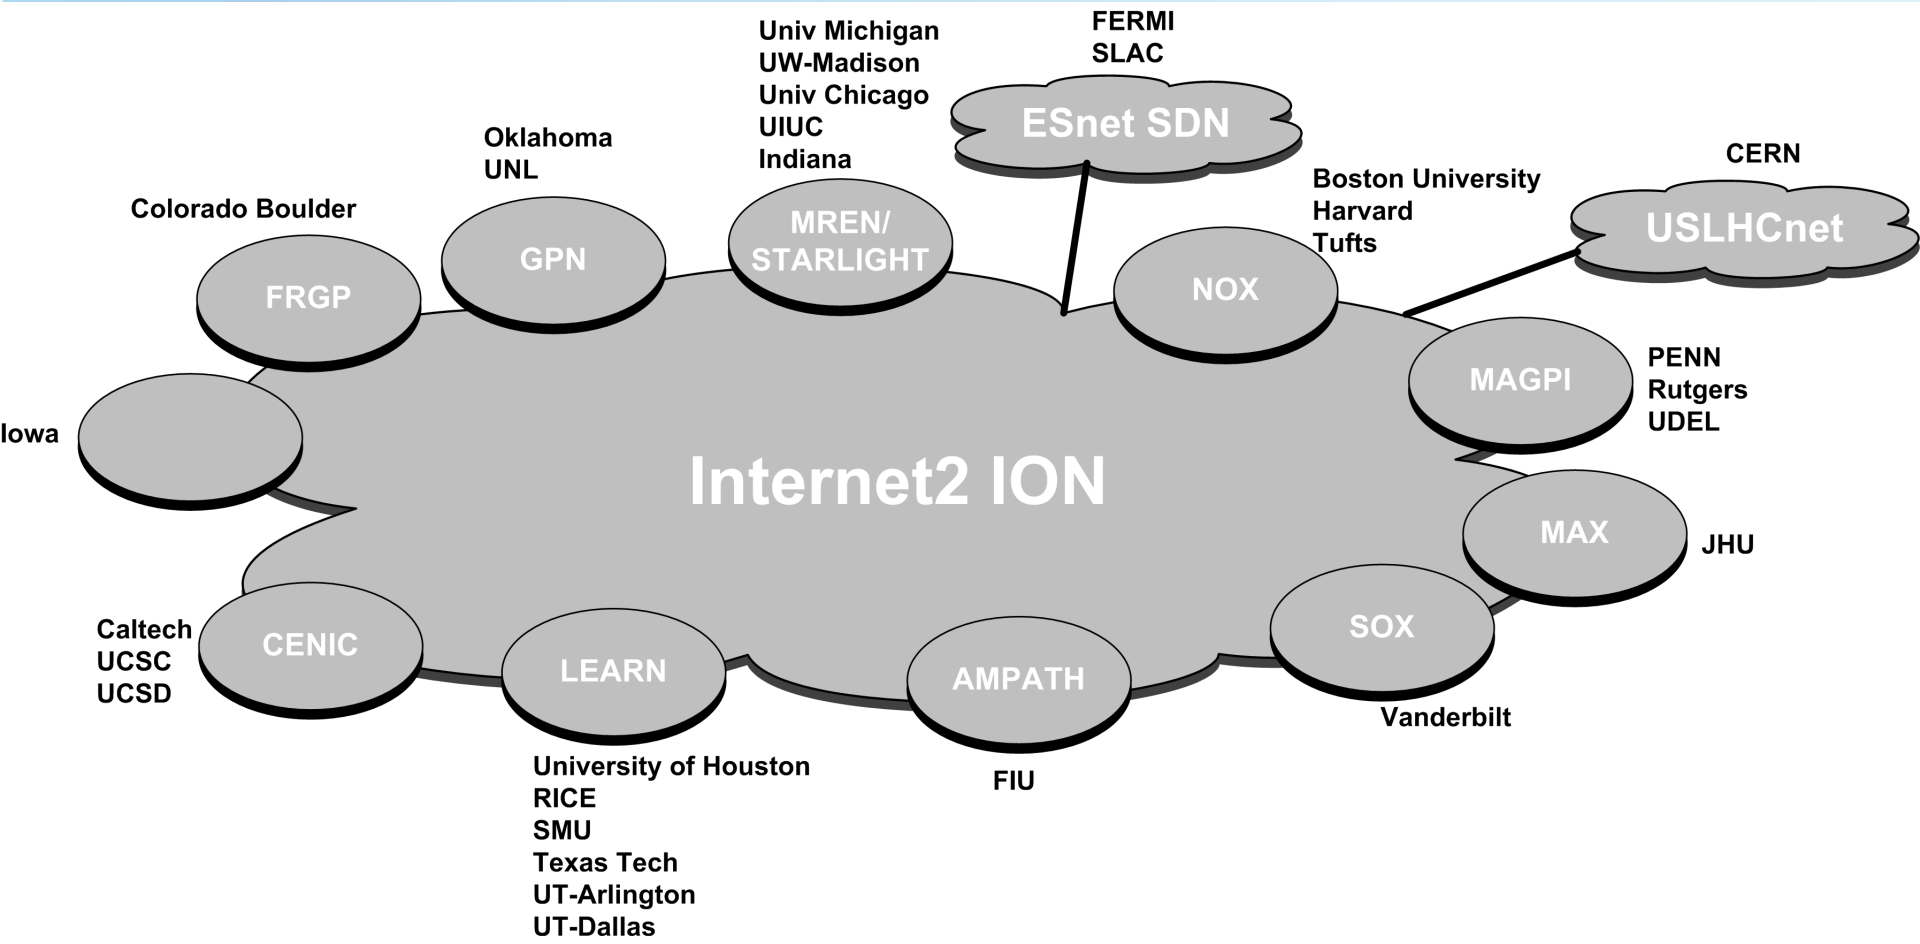 FERMI
SLAC
ESnet SDN
Univ Michigan
UW-Madison
Univ Chicago
UIUC
Indiana
MREN/
STARLIGHT
Oklahoma
UNL
GPN
Colorado Boulder
FRGP
Boston University
Harvard
Tufts
NOX
CERN
USLHCnet
MAGPI
PENN
Rutgers
UDEL
Iowa
Internet2 ION
MAX
JHU
SOX
Vanderbilt
Caltech
UCSC
UCSD
CENIC
LEARN
University of Houston
RICE
SMU
Texas Tech
UT-Arlington
UT-Dallas
AMPATH
FIU